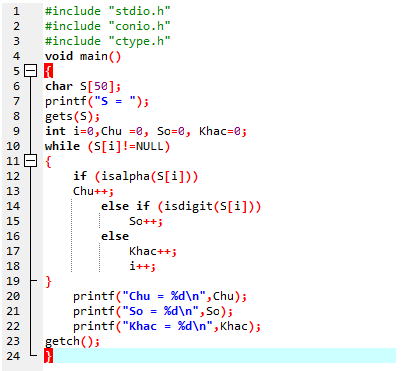 1 #include "stdio.h"
2 #include "conio.h"
3 #include "ctype.h"
4 void main()
5 {
6 char S[50];
7 printf("S = ");
8 gets(S);
9 int i=0,Chu =0, So=0, Khac=0;
10 while (S[i]!=NULL)
11 {
12 if (isalpha(S[i]))
13 Chu++;
14 else if (isdigit(S[i]))
15 So++;
16 else
17 Khac++;
18 i++;
19 }
20 printf("Chu = %d\n",Chu);
21 printf("So = %d\n",So);
22 printf("Khac = %d\n",Khac);
23 getch();
24 }